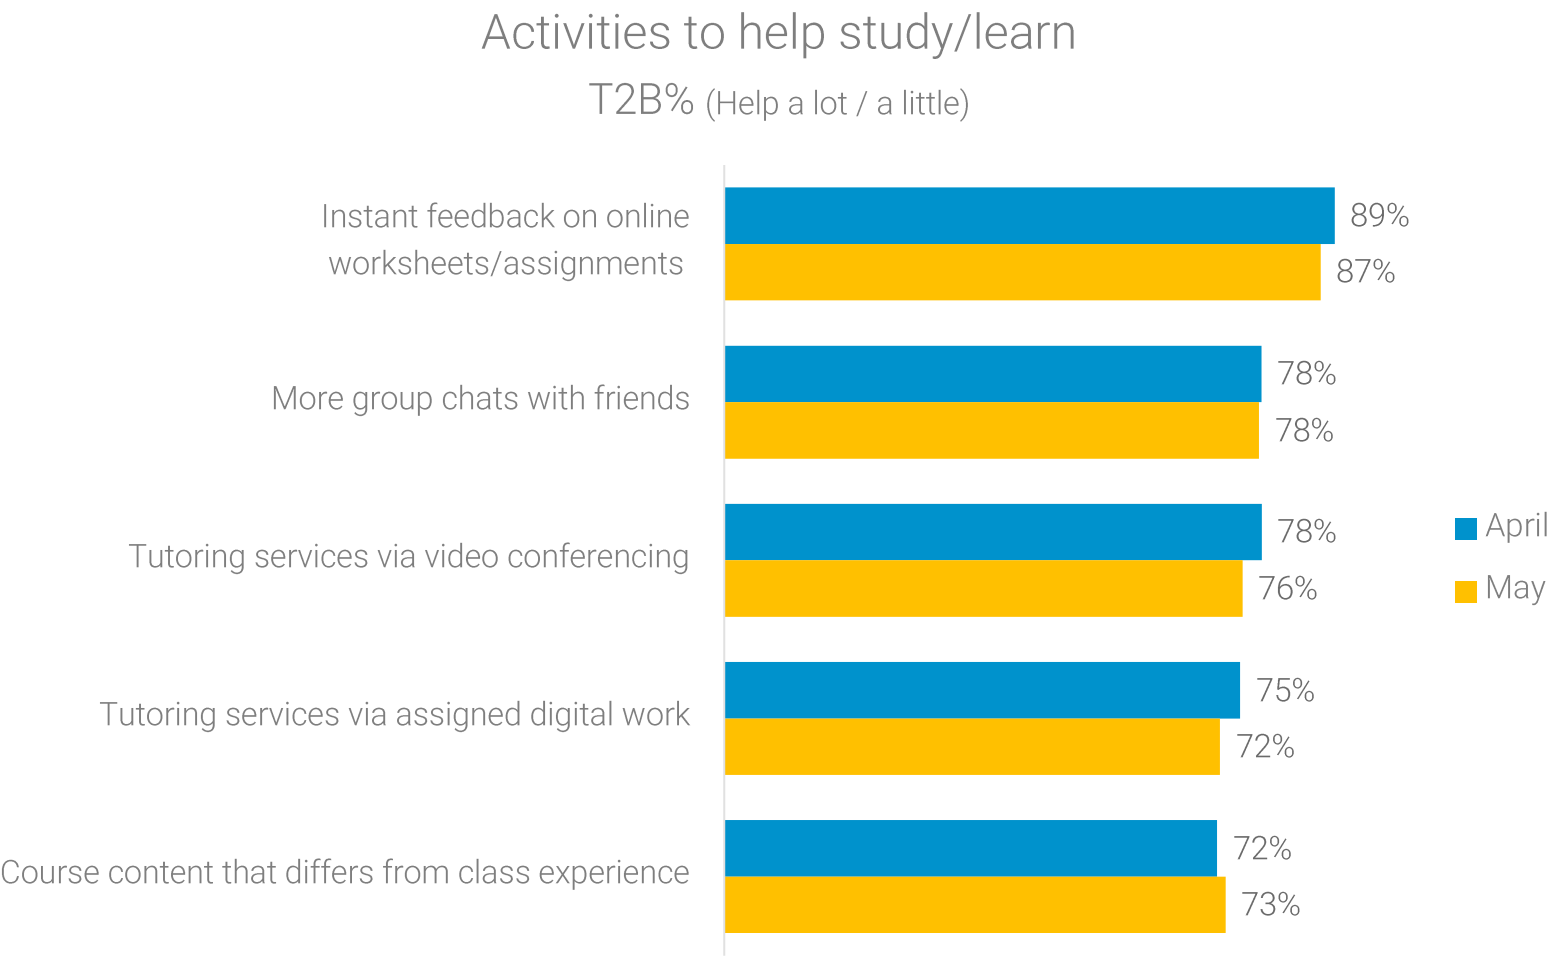 Activities to help study/learn
T2B% (Help a lot / a little)
Instant feedback on online
worksheets/assignments
89%
87%
More group chats with friends
78%
78%
Tutoring services via video conferencing
78%
76%
Tutoring services via assigned digital work
75%
72%
Course content that differs from class experience
72%
73%
April
May